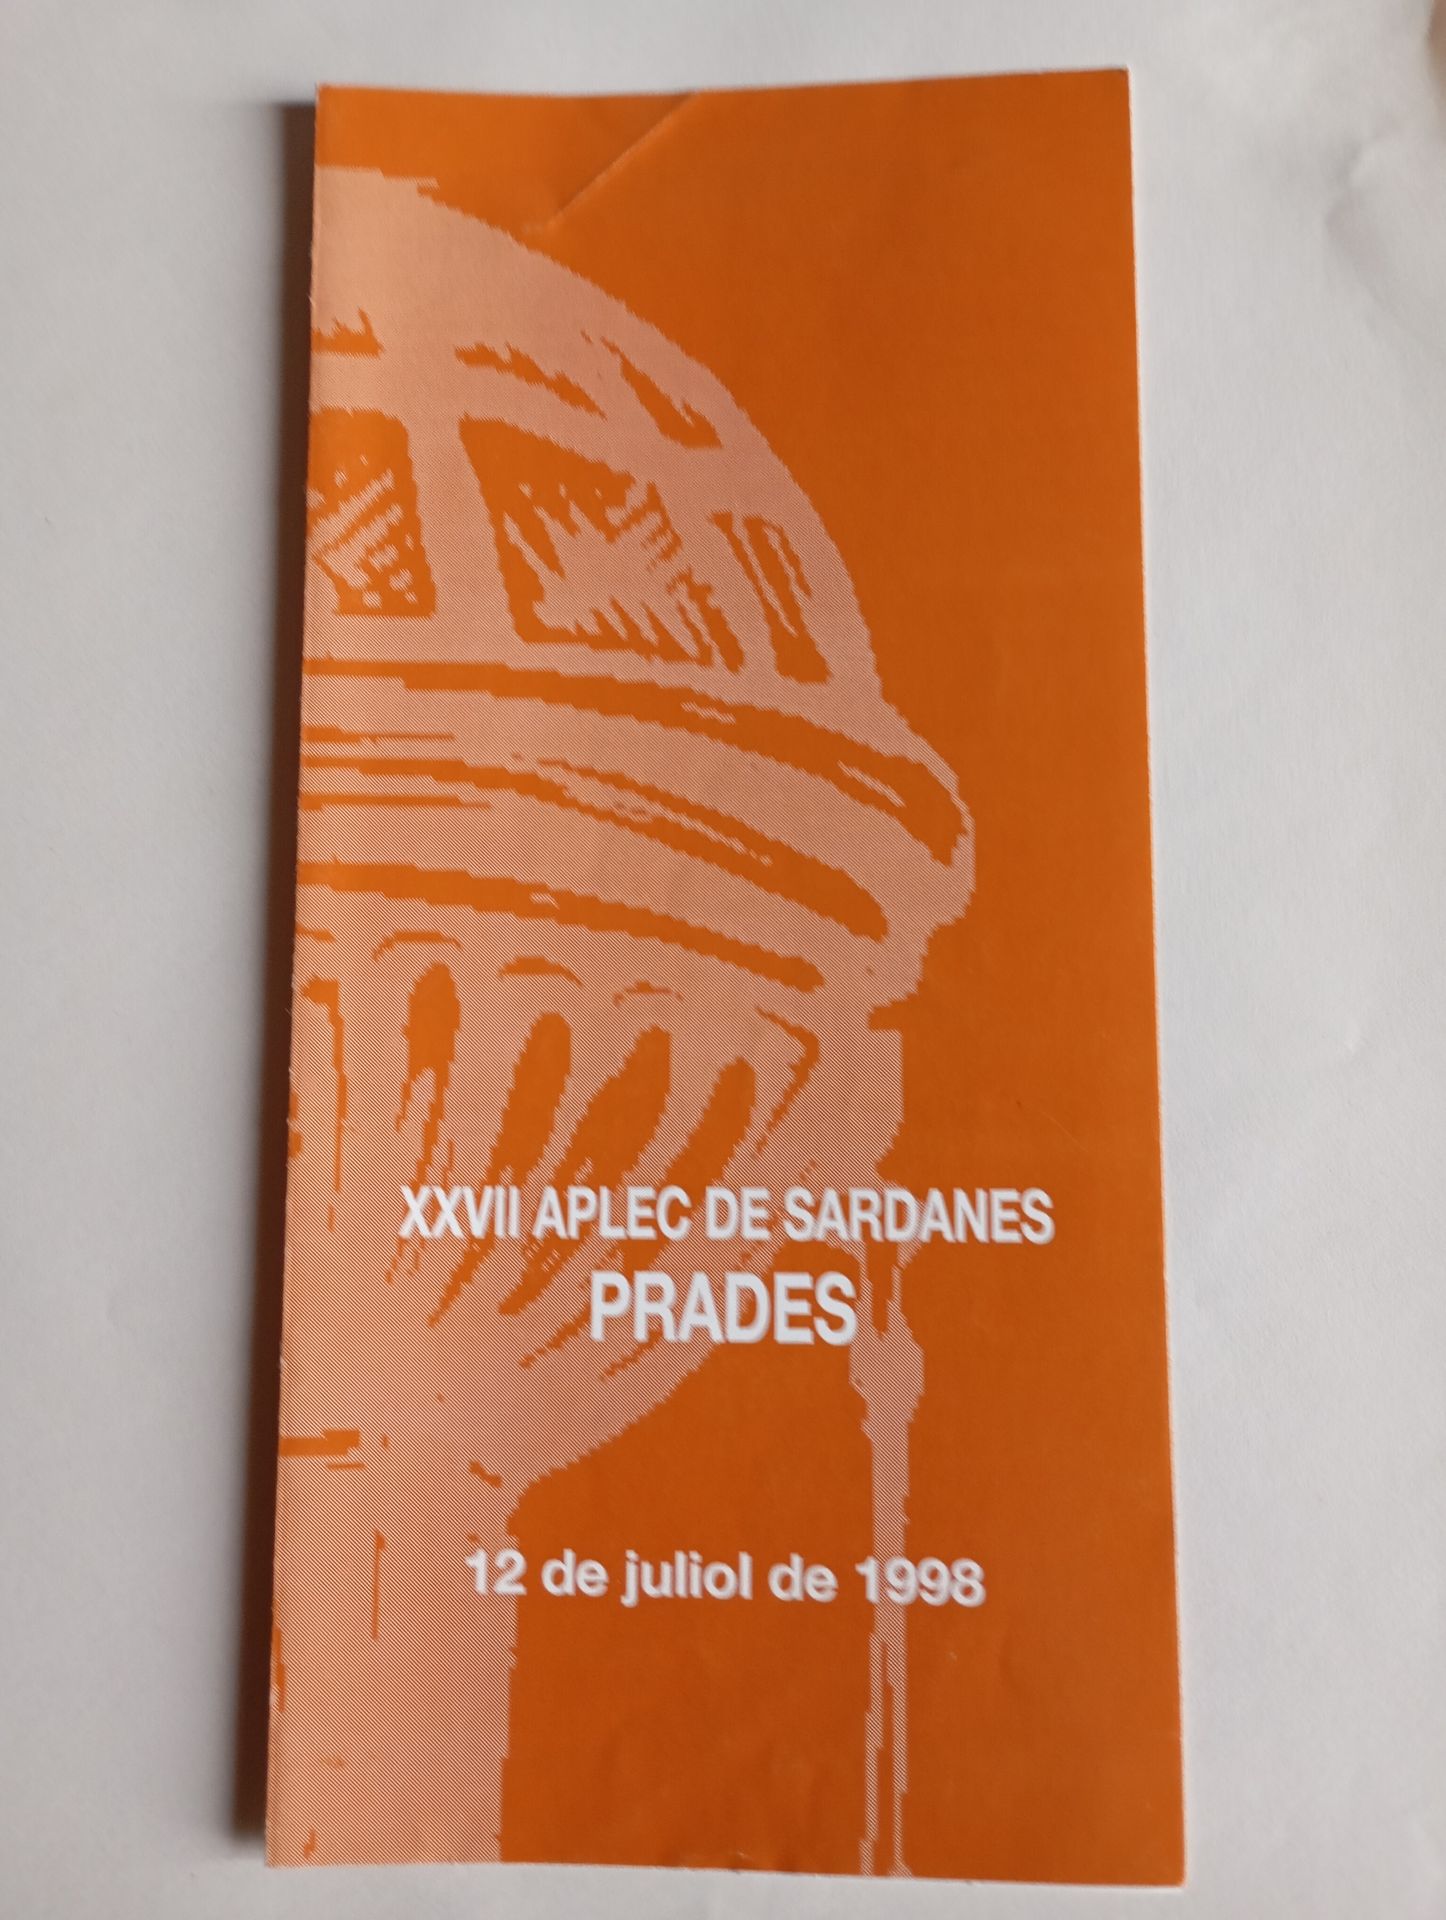 XXVII APLEC DE SARDANES
PRADES
12 de juliol de 1998